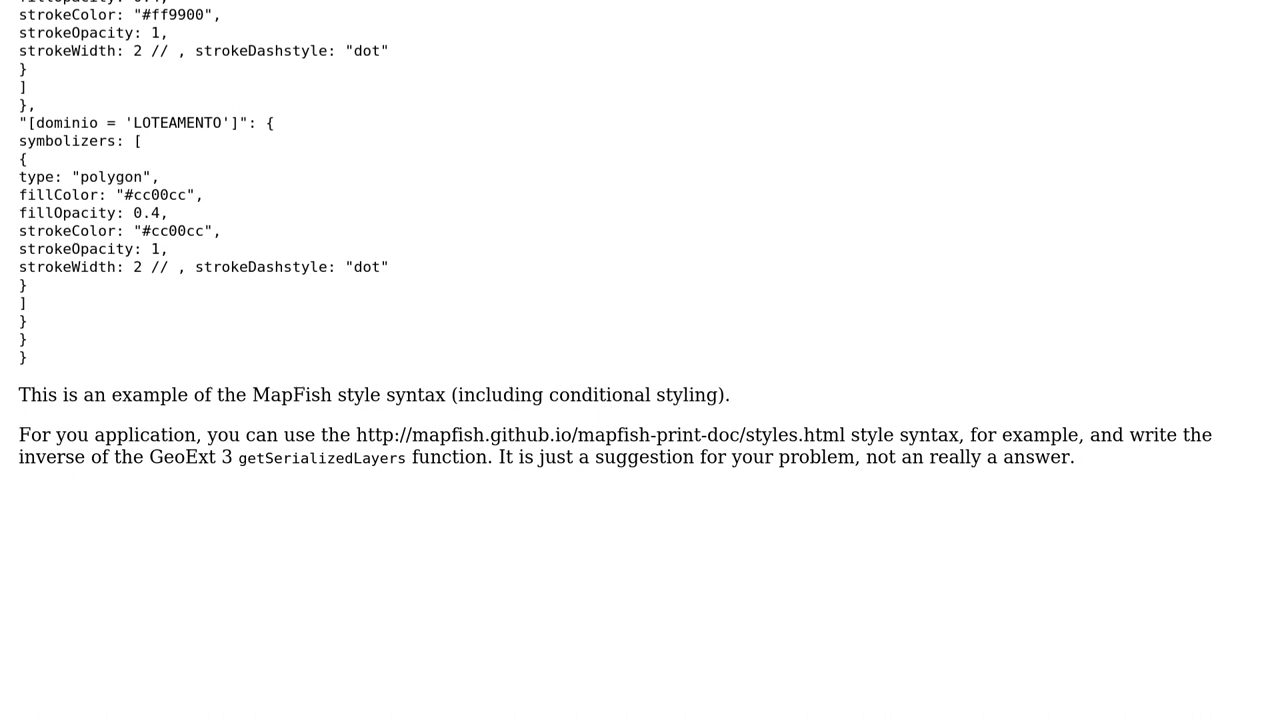 strokeColor: "#ff9900",
strokeOpacity: 1,
strokeWidth: 2 // , strokeDashstyle: "dot"
}
]
},
"[dominio = 'LOTEAMENTO']": {
symbolizers: [
{
type: "polygon",
fillColor: "#cc00cc",
fillOpacity: 0.4,
strokeColor: "#cc00cc",
strokeOpacity: 1,
strokeWidth: 2 // , strokeDashstyle: "dot"
}
]
}
}
}
This is an example of the MapFish style syntax (including conditional styling).
For you application, you can use the http://mapfish.github.io/mapfish-print-doc/styles.html style syntax, for example, and write the
inverse of the GeoExt 3 getSerializedLayers function. It is just a suggestion for your problem, not an really a answer.